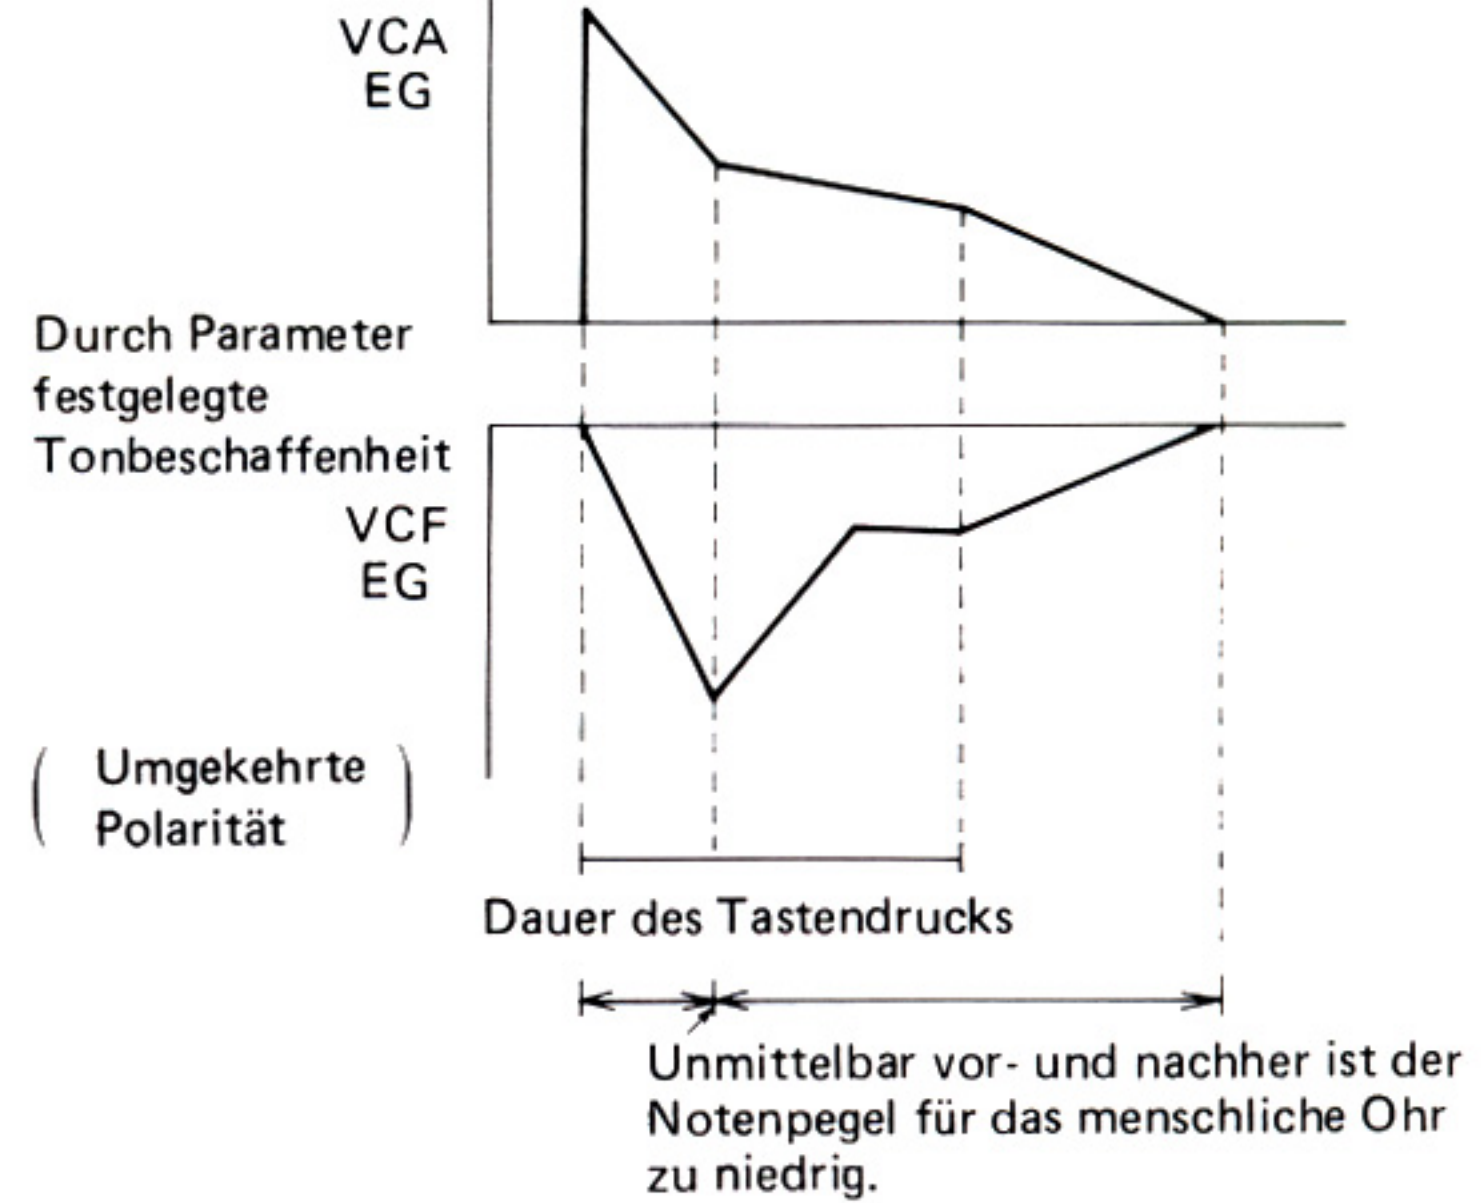 VCA
EG
Durch Parameter
festgelegte
Tonbeschaffenheit
VCF
EG
( Umgekehrte
Polarität )
Dauer des Tastendrucks
Unmittelbar vor- und nachher ist der
Notenpegel für das menschliche Ohr
zu niedrig.